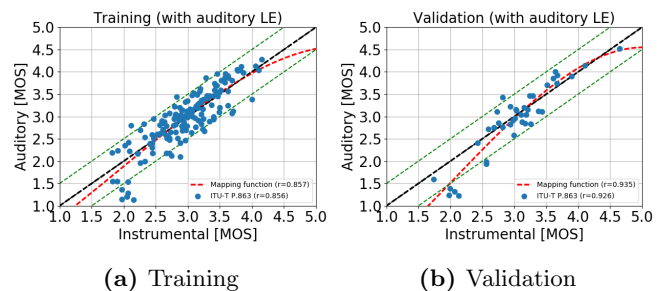 Training (with auditory LE)
5.0
4.5
4.0
3.5
3.0
2.5
2.0
1.5
1.0
Auditory [MOS]
Mapping function (r=0.857)
ITU-T P.863 (r=0.856)
1.0 1.5 2.0 2.5 3.0 3.5 4.0 4.5 5.0
Instrumental [MOS]
(a) Training
Validation (with auditory LE)
5.0
4.5
4.0
3.5
3.0
2.5
2.0
1.5
1.0
Auditory [MOS]
Mapping function (r=0.935)
ITU-T P.863 (r=0.926)
1.0 1.5 2.0 2.5 3.0 3.5 4.0 4.5 5.0
Instrumental [MOS]
(b) Validation